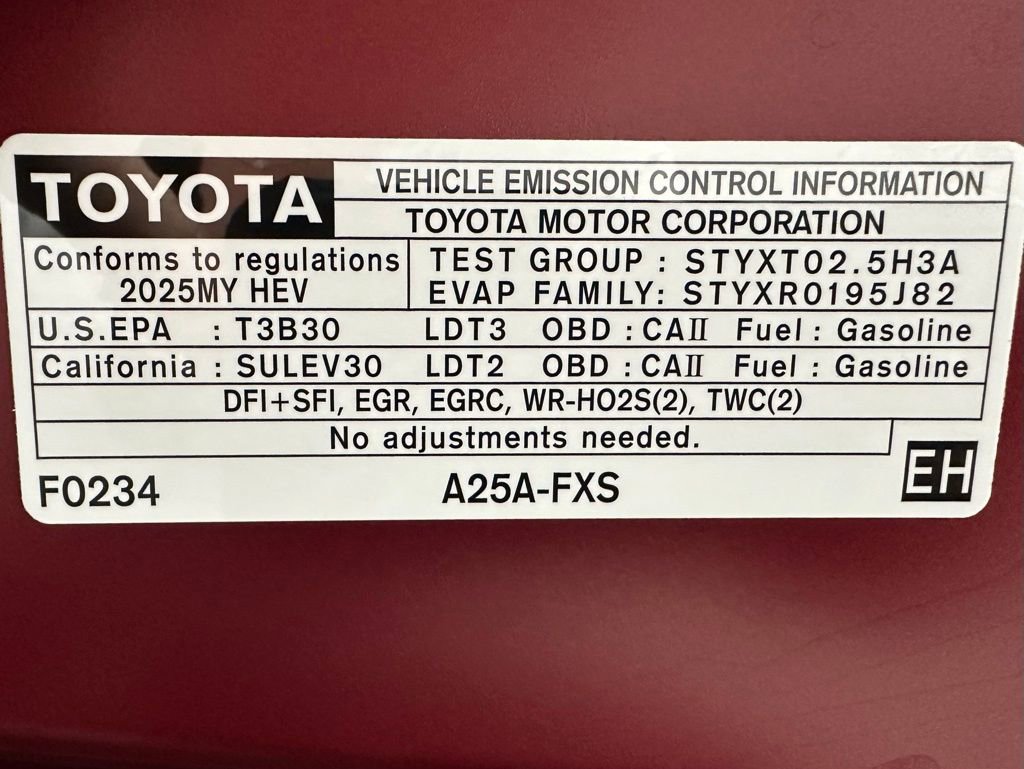 TOYOTA
VEHICLE EMISSION CONTROL INFORMATION
TOYOTA MOTOR CORPORATION
Conforms to regulations
2025MY HEV
TEST GROUP : STYXT02.5H3A
EVAP FAMILY: STYXR0195J82
U.S.EPA : T3B30 LDT3 OBD : CAII Fuel : Gasoline
California : SULEV30 LDT2 OBD : CAII Fuel : Gasoline
DFI+SFI, EGR, EGRC, WR-HO2S(2), TWC(2)
No adjustments needed.
F0234 A25A-FXS EH